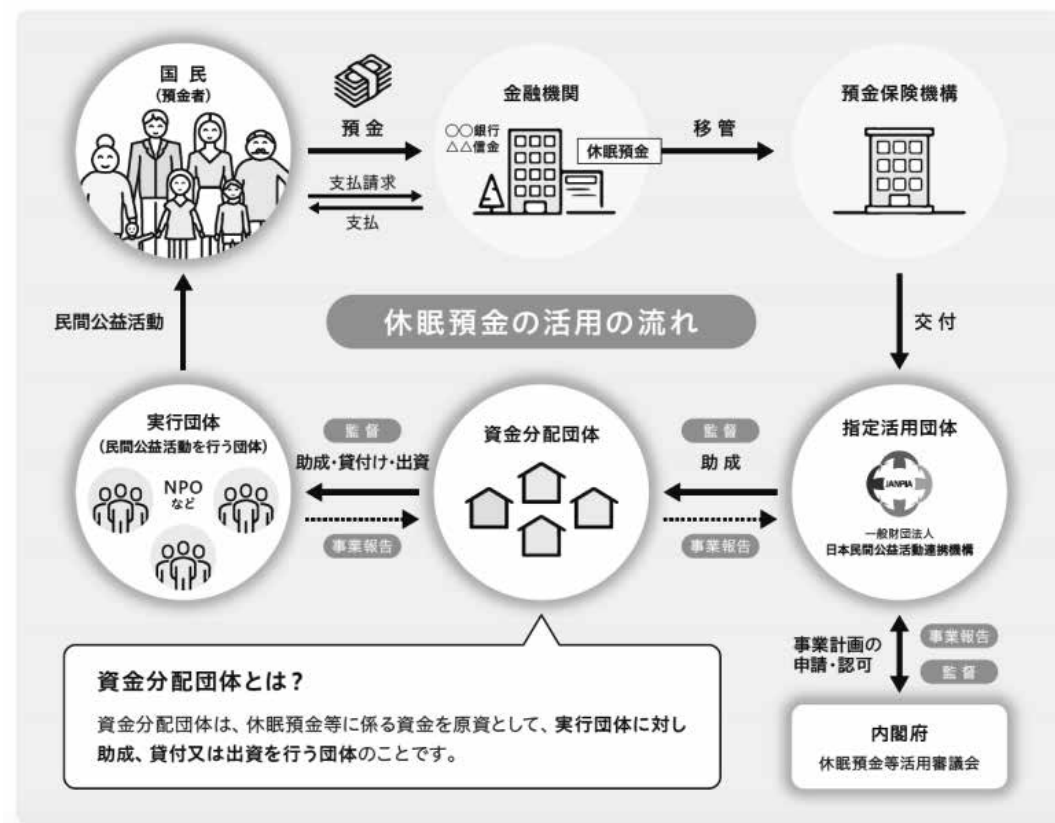 国民
(預金者)
預金
支払請求
支払
金融機関
○○銀行
△△信金
休眠預金
移管
預金保険機構
民間公益活動
休眠預金の活用の流れ
交付
実行団体
(民間公益活動を行う団体)
NPO
など
監督
助成・貸付け・出資
事業報告
資金分配団体
監督
助成
事業報告
指定活用団体
JANPIA
一般財団法人
日本民間公益活動連携機構
事業計画の
申請・認可
事業報告
監督
資金分配団体とは？
資金分配団体は、休眠預金等に係る資金を原資として、実行団体に対し
助成、貸付又は出資を行う団体のことです。
内閣府
休眠預金等活用審議会